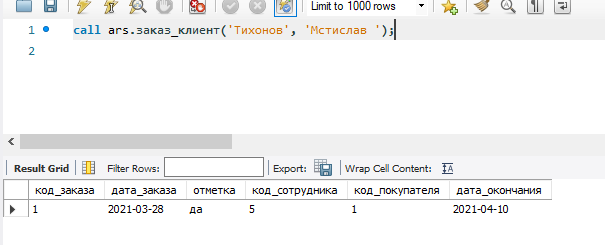 Limit to 1000 rows
1 call ars.заказ_клиент('Тихонов', 'Мстислав ');
2
Result Grid Filter Rows: Export: Wrap Cell Content:
код_заказа дата_заказа отметка код_сотрудника код_покупателя дата_окончания
1 2021-03-28 да 5 1 2021-04-10